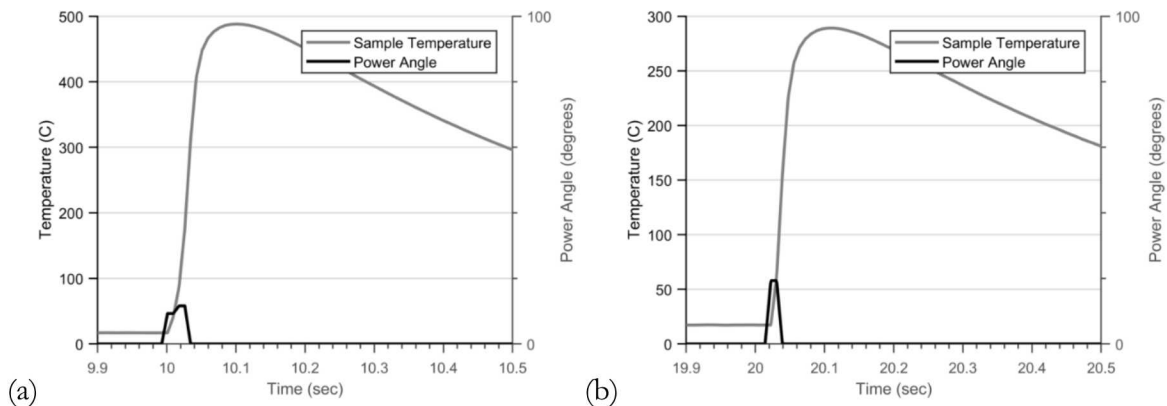 500
400
300
200
100
0
Temperature (C)
100
0
Power Angle (degrees)
Sample Temperature
Power Angle
9.9 10 10.1 10.2 10.3 10.4 10.5
Time (sec)
(a)
300
250
200
150
100
50
0
Temperature (C)
100
0
Power Angle (degrees)
Sample Temperature
Power Angle
19.9 20 20.1 20.2 20.3 20.4 20.5
Time (sec)
(b)